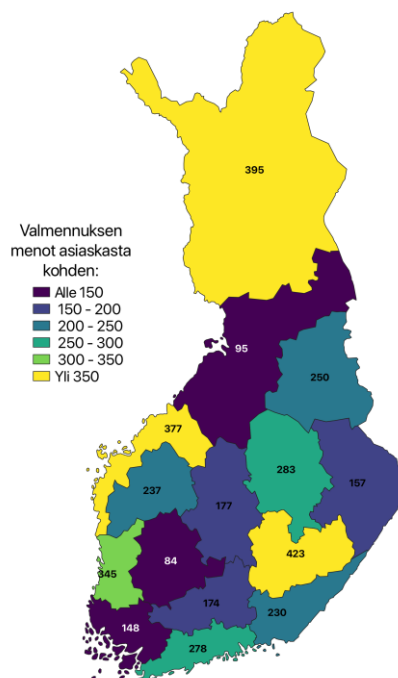 395
Valmennuksen
menot asiaskasta
kohden:
Alle 150
150 - 200
200 - 250
250 - 300
300 - 350
Yli 350
95
250
377
283
157
237
177
423
345
84
174
230
148
278